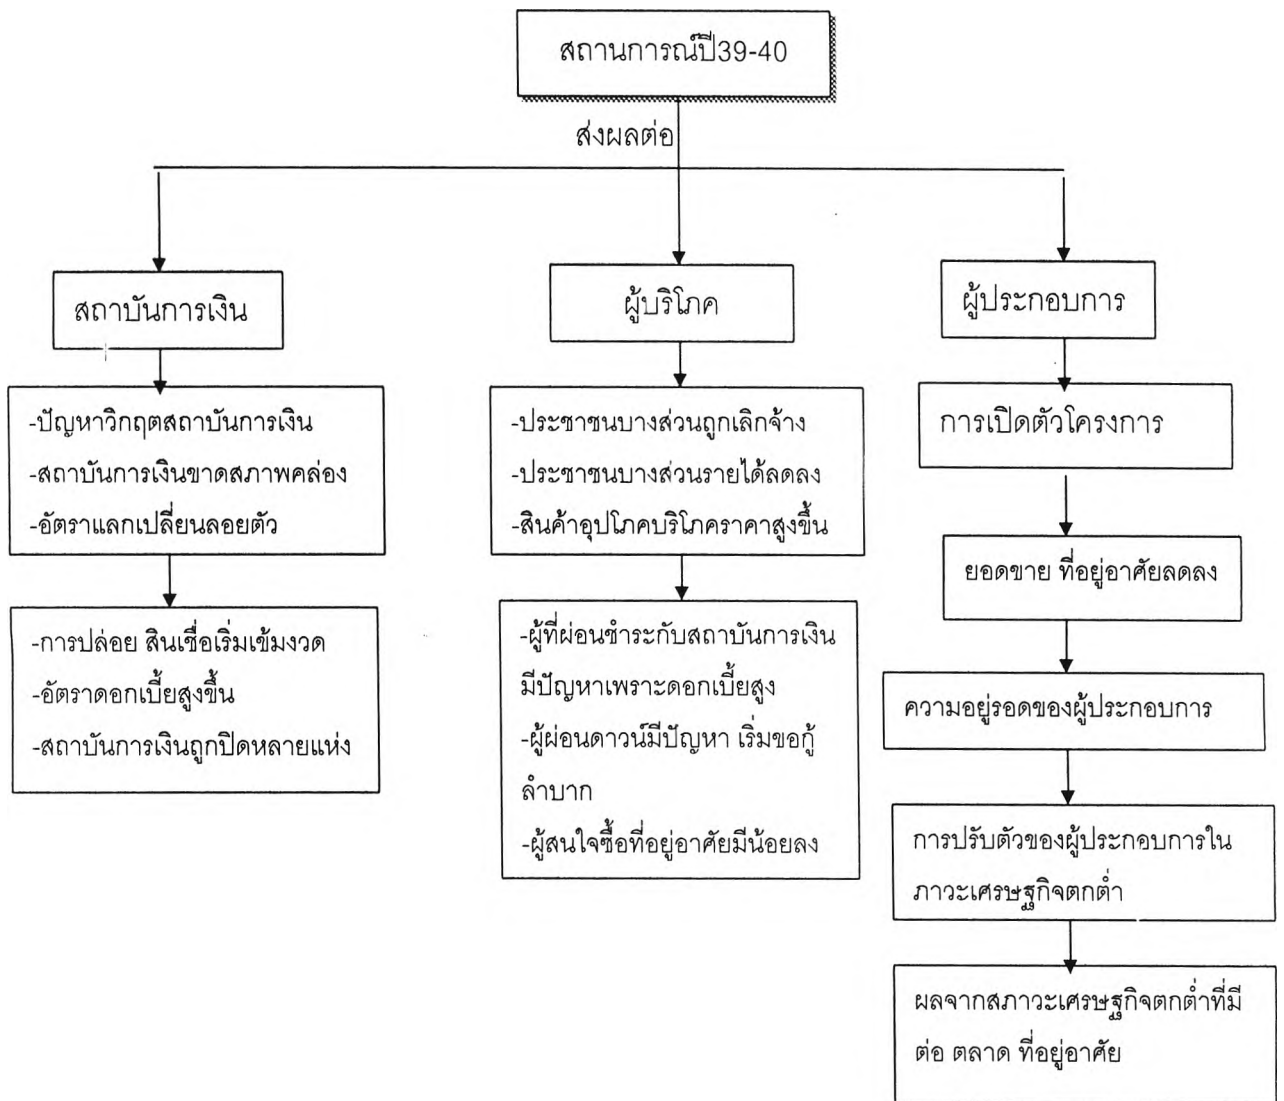 สถานการณ์ปี39-40
ส่งผลต่อ
สถาบันการเงิน
-ปัญหาวิกฤตสถาบันการเงิน
-สถาบันการเงินขาดสภาพคล่อง
-อัตราแลกเปลี่ยนลอยตัว
-การปล่อย สินเชื่อเริ่มเข้มงวด
-อัตราดอกเบี้ยสูงขึ้น
-สถาบันการเงินถูกปิดหลายแห่ง
ผู้บริโภค
-ประชาชนบางส่วนถูกเลิกจ้าง
-ประชาชนบางส่วนรายได้ลดลง
-สินค้าอุปโภคบริโภคราคาสูงขึ้น
-ผู้ที่ผ่อนชำระกับสถาบันการเงิน
มีปัญหาเพราะดอกเบี้ยสูง
-ผู้ผ่อนดาวน์มีปัญหา เริ่มขอกู้
ลำบาก
-ผู้สนใจซื้อที่อยู่อาศัยมีน้อยลง
ผู้ประกอบการ
การเปิดตัวโครงการ
ยอดขาย ที่อยู่อาศัยลดลง
ความอยู่รอดของผู้ประกอบการ
การปรับตัวของผู้ประกอบการใน
ภาวะเศรษฐกิจตกต่ำ
ผลจากสภาวะเศรษฐกิจตกต่ำที่มี
ต่อ ตลาด ที่อยู่อาศัย